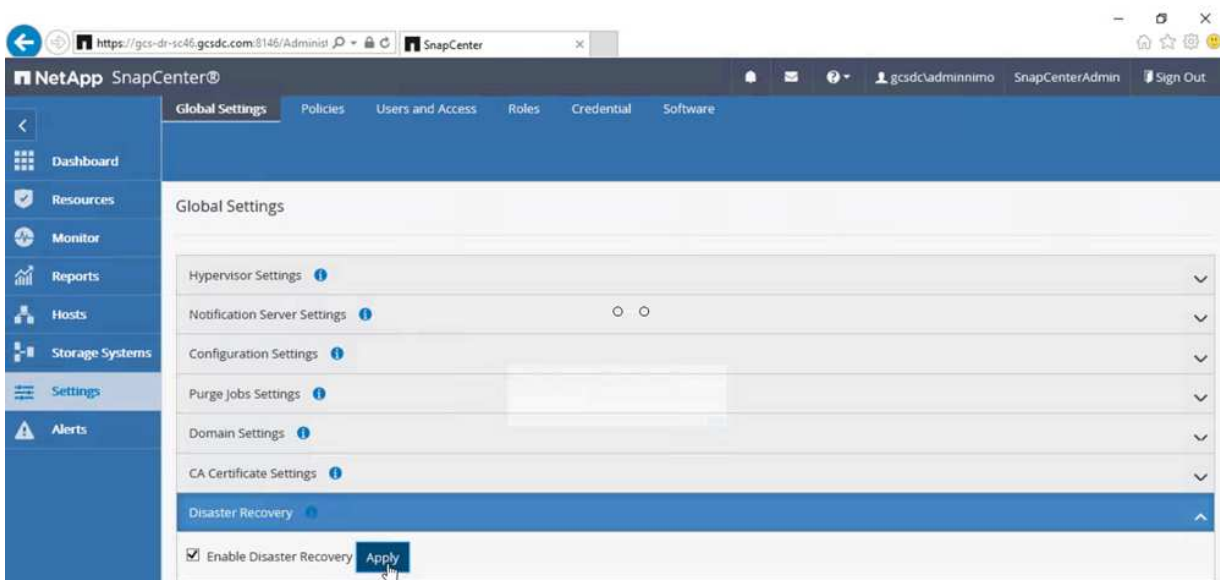 https://gcs-dr-sc46.gcsdc.com:8146/Administ
SnapCenter
NetApp SnapCenter®
gcsdc\adminnimo SnapCenterAdmin Sign Out
Global Settings Policies Users and Access Roles Credential Software
Dashboard
Resources
Monitor
Reports
Hosts
Storage Systems
Settings
Alerts
Global Settings
Hypervisor Settings
Notification Server Settings
Configuration Settings
Purge Jobs Settings
Domain Settings
CA Certificate Settings
Disaster Recovery
Enable Disaster Recovery Apply